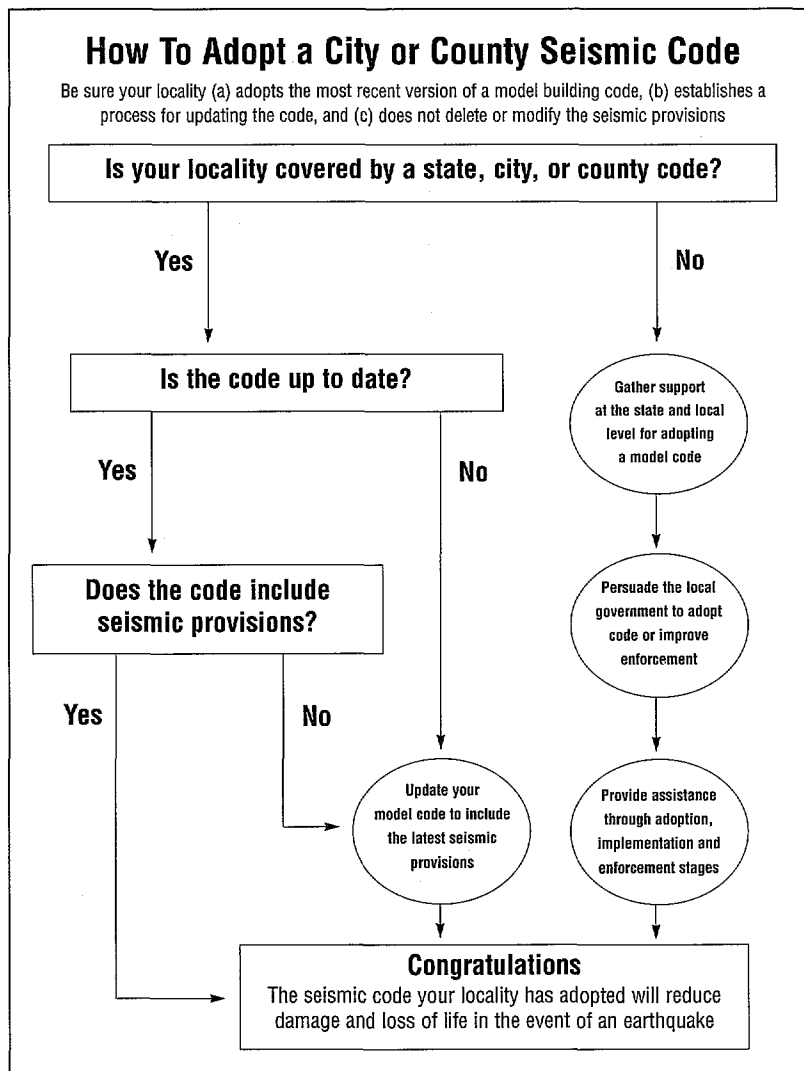 How To Adopt a City or County Seismic Code
Be sure your locality (a) adopts the most recent version of a model building code, (b) establishes a
process for updating the code, and (c) does not delete or modify the seismic provisions
Is your locality covered by a state, city, or county code?
Yes
No
Is the code up to date?
Gather support
at the state and local
level for adopting
a model code
Yes
No
Does the code include
seismic provisions?
Persuade the local
government to adopt
code or improve
enforcement
Yes
No
Update your
model code to include
the latest seismic
provisions
Provide assistance
through adoption,
implementation and
enforcement stages
Congratulations
The seismic code your locality has adopted will reduce
damage and loss of life in the event of an earthquake